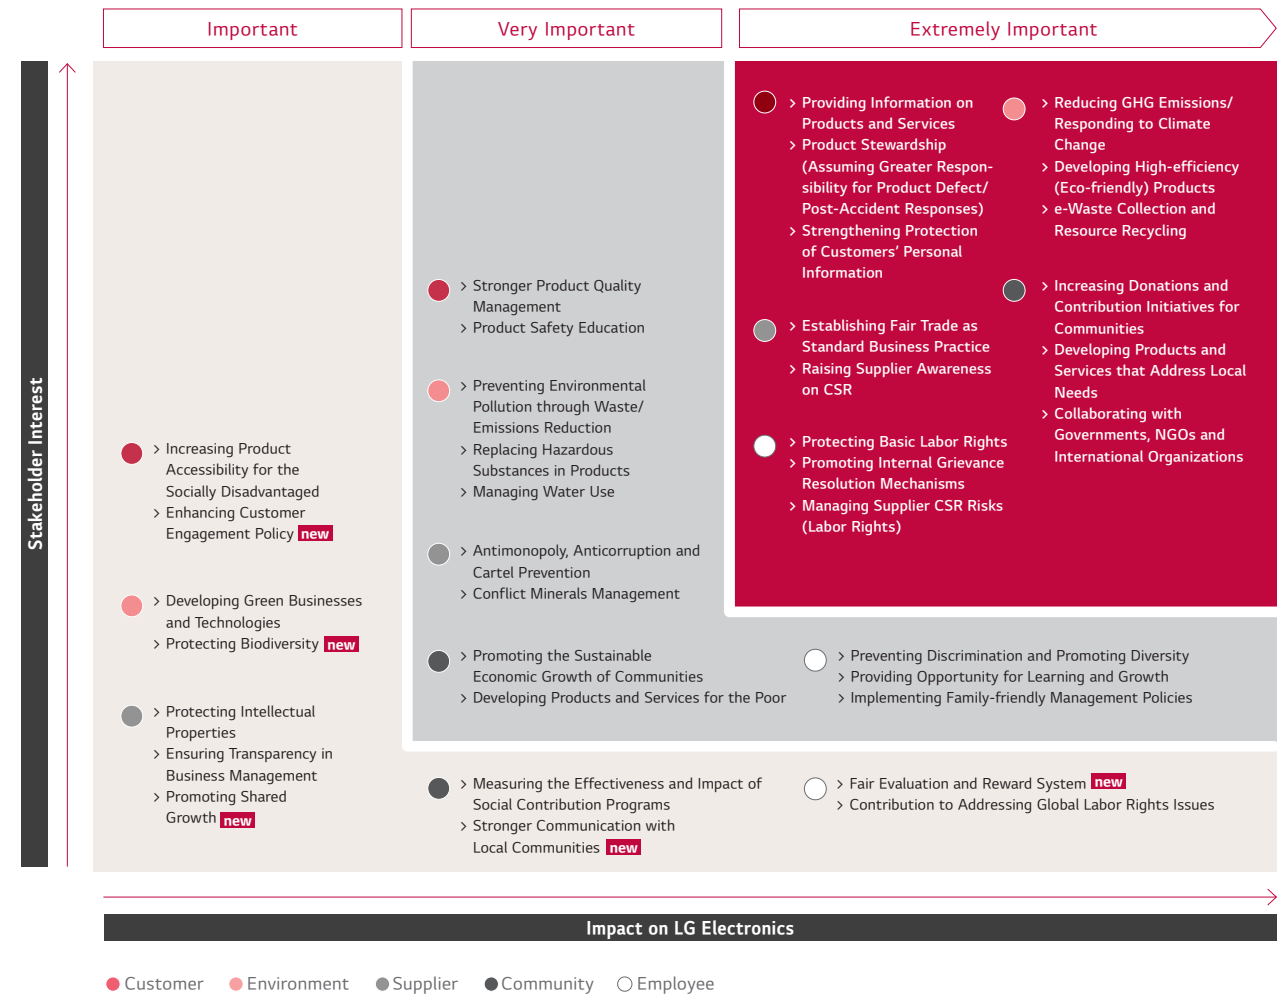 Important
Very Important
Extremely Important
Stakeholder Interest
> Increasing Product
Accessibility for the
Socially Disadvantaged
> Enhancing Customer
Engagement Policy new
> Developing Green Businesses
and Technologies
> Protecting Biodiversity new
> Protecting Intellectual
Properties
> Ensuring Transparency in
Business Management
> Promoting Shared
Growth new
> Stronger Product Quality
Management
> Product Safety Education
> Preventing Environmental
Pollution through Waste/
Emissions Reduction
> Replacing Hazardous
Substances in Products
> Managing Water Use
> Antimonopoly, Anticorruption and
Cartel Prevention
> Conflict Minerals Management
> Promoting the Sustainable
Economic Growth of Communities
> Developing Products and Services for the Poor
> Preventing Discrimination and Promoting Diversity
> Providing Opportunity for Learning and Growth
> Implementing Family-friendly Management Policies
> Measuring the Effectiveness and Impact of
Social Contribution Programs
> Stronger Communication with
Local Communities new
> Fair Evaluation and Reward System new
> Contribution to Addressing Global Labor Rights Issues
> Providing Information on
Products and Services
> Product Stewardship
(Assuming Greater Respon-
sibility for Product Defect/
Post-Accident Responses)
> Strengthening Protection
of Customers' Personal
Information
> Establishing Fair Trade as
Standard Business Practice
> Raising Supplier Awareness
on CSR
> Protecting Basic Labor Rights
> Promoting Internal Grievance
Resolution Mechanisms
> Managing Supplier CSR Risks
(Labor Rights)
> Reducing GHG Emissions/
Responding to Climate
Change
> Developing High-efficiency
(Eco-friendly) Products
> e-Waste Collection and
Resource Recycling
> Increasing Donations and
Contribution Initiatives for
Communities
> Developing Products and
Services that Address Local
Needs
> Collaborating with
Governments, NGOs and
International Organizations
Impact on LG Electronics
Customer
Environment
Supplier
Community
Employee